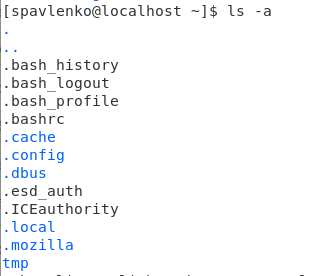 [spavlenko@localhost ~]$ ls -a
.
..
.bash_history
.bash_logout
.bash_profile
.bashrc
.cache
.config
.dbus
.esd_auth
.ICEauthority
.local
.mozilla
tmp